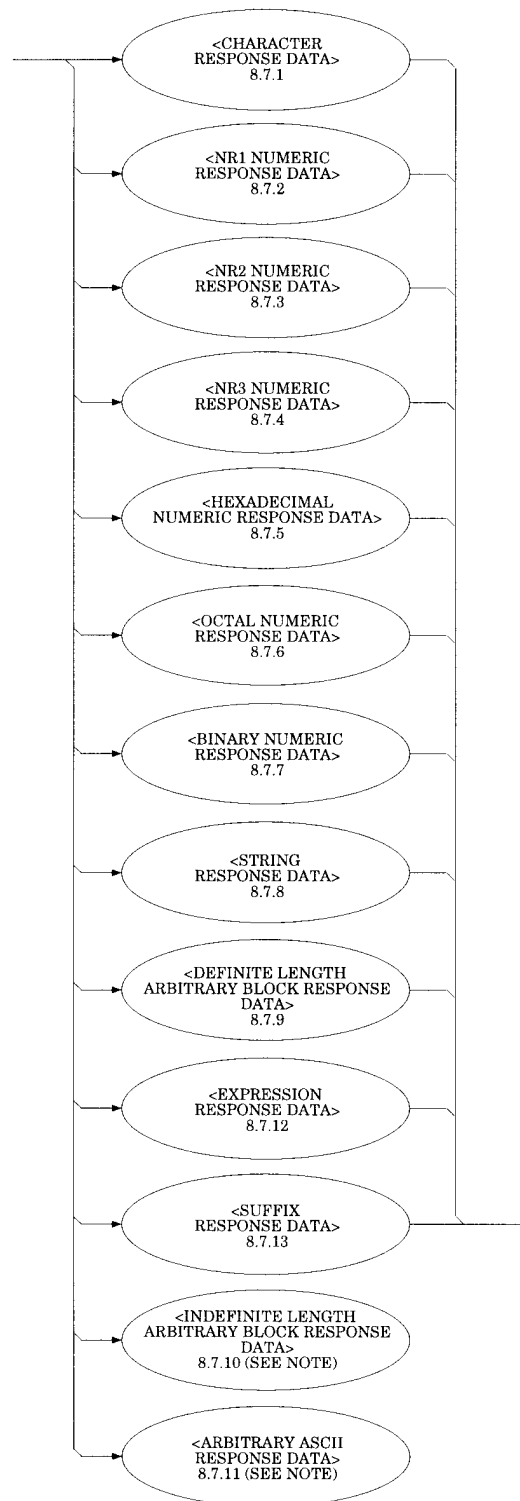 <CHARACTER
RESPONSE DATA>
8.7.1
<NR1 NUMERIC
RESPONSE DATA>
8.7.2
<NR2 NUMERIC
RESPONSE DATA>
8.7.3
<NR3 NUMERIC
RESPONSE DATA>
8.7.4
<HEXADECIMAL
NUMERIC RESPONSE DATA>
8.7.5
<OCTAL NUMERIC
RESPONSE DATA>
8.7.6
<BINARY NUMERIC
RESPONSE DATA>
8.7.7
<STRING
RESPONSE DATA>
8.7.8
<DEFINITE LENGTH
ARBITRARY BLOCK RESPONSE
DATA>
8.7.9
<EXPRESSION
RESPONSE DATA>
8.7.12
<SUFFIX
RESPONSE DATA>
8.7.13
<INDEFINITE LENGTH
ARBITRARY BLOCK RESPONSE
DATA>
8.7.10 (SEE NOTE)
<ARBITRARY ASCII
RESPONSE DATA>
8.7.11 (SEE NOTE)